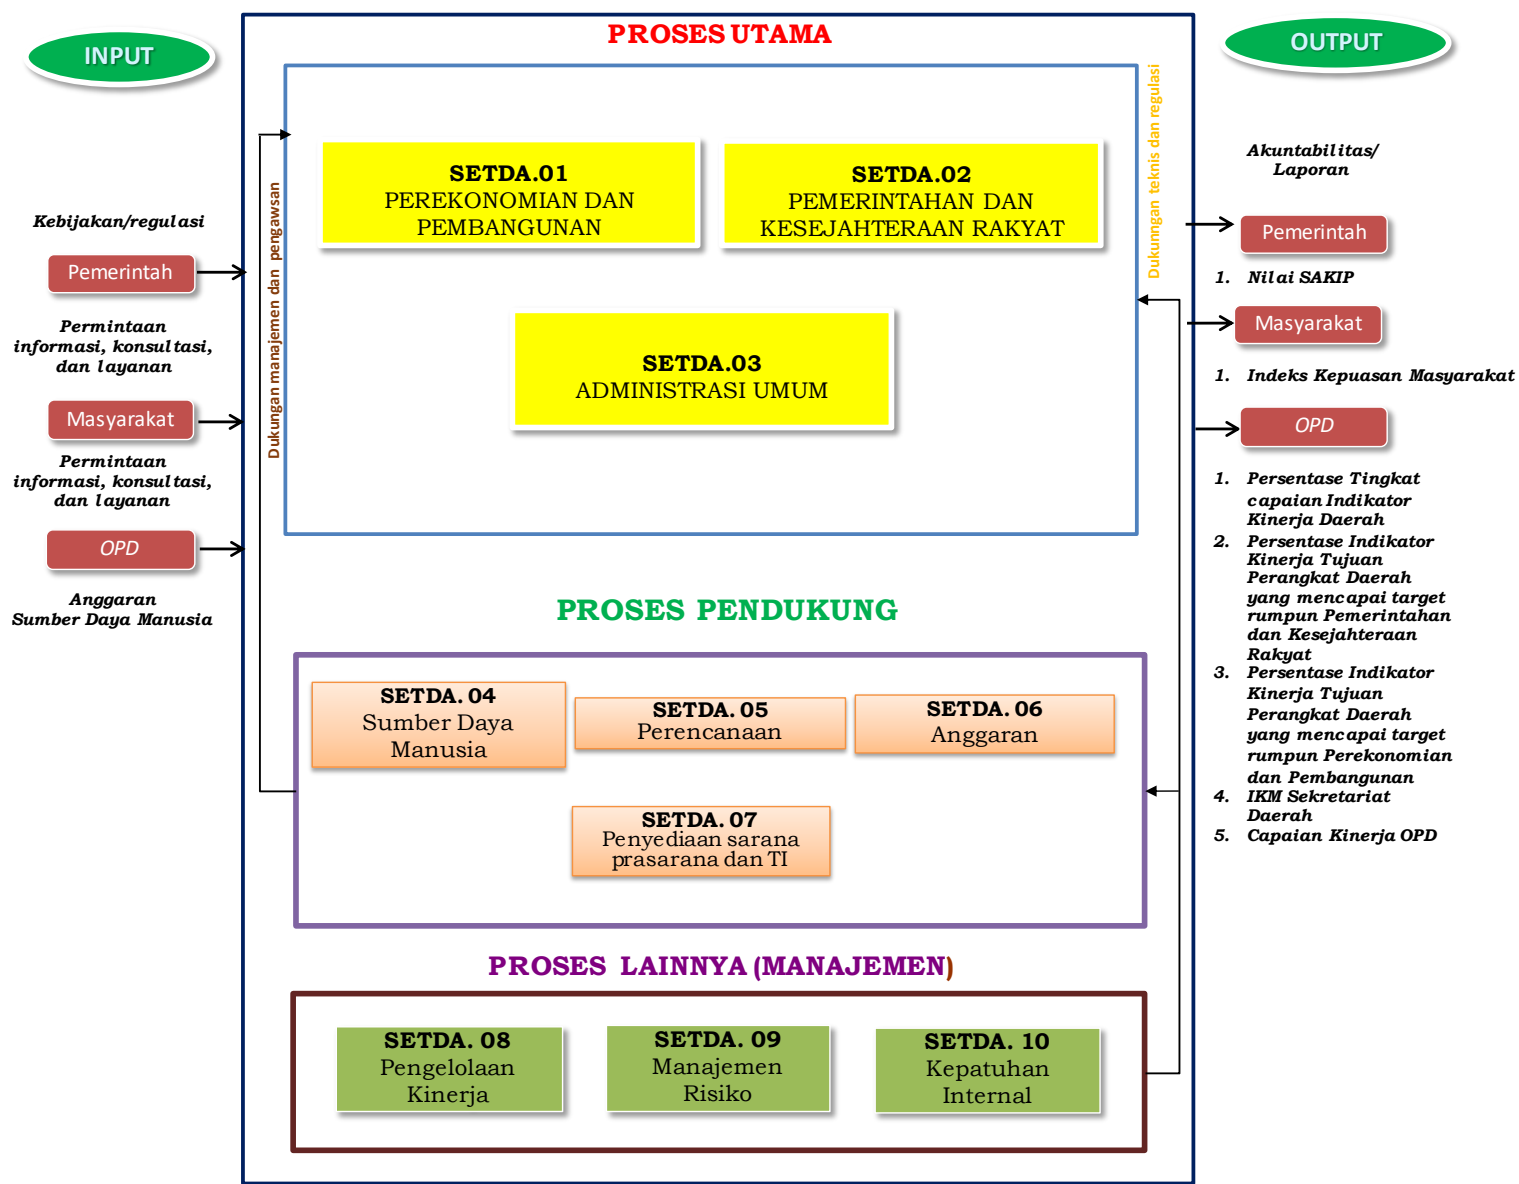 INPUT
Kebijakan/regulasi
Pemerintah
Permintaan
informasi, konsultasi,
dan layanan
Masyarakat
Permintaan
informasi, konsultasi,
dan layanan
OPD
Anggaran
Sumber Daya Manusia
PROSES UTAMA
Dukungan manajemen dan pengawsan
SETDA.01
PEREKONOMIAN DAN
PEMBANGUNAN
SETDA.02
PEMERINTAHAN DAN
KESEJAHTERAAN RAKYAT
SETDA.03
ADMINISTRASI UMUM
Dukunngan teknis dan regulasi
PROSES PENDUKUNG
SETDA. 04
Sumber Daya
Manusia
SETDA. 05
Perencanaan
SETDA. 06
Anggaran
SETDA. 07
Penyediaan sarana
prasarana dan TI
PROSES LAINNYA (MANAJEMEN)
SETDA. 08
Pengelolaan
Kinerja
SETDA. 09
Manajemen
Risiko
SETDA. 10
Kepatuhan
Internal
OUTPUT
Akuntabilitas/
Laporan
Pemerintah
1. Nilai SAKIP
Masyarakat
1. Indeks Kepuasan Masyarakat
OPD
1. Persentase Tingkat
capaian Indikator
Kinerja Daerah
2. Persentase Indikator
Kinerja Tujuan
Perangkat Daerah
yang mencapai target
rumpun Pemerintahan
dan Kesejahteraan
Rakyat
3. Persentase Indikator
Kinerja Tujuan
Perangkat Daerah
yang mencapai target
rumpun Perekonomian
dan Pembangunan
4. IKM Sekretariat
Daerah
5. Capaian Kinerja OPD